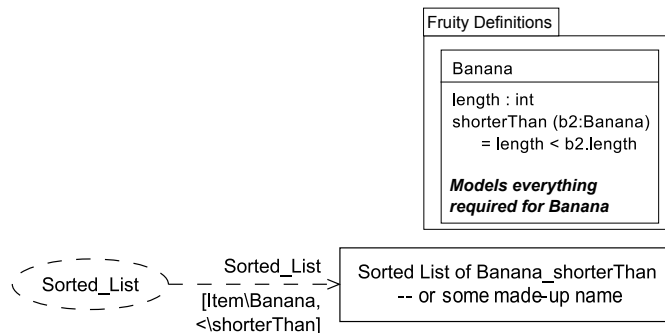 Fruity Definitions
Banana
length : int
shorterThan (b2:Banana)
= length < b2.length
Models everything
required for Banana
Sorted_List
Sorted_List
[Item\Banana,
<\shorterThan]
Sorted List of Banana_shorterThan
-- or some made-up name